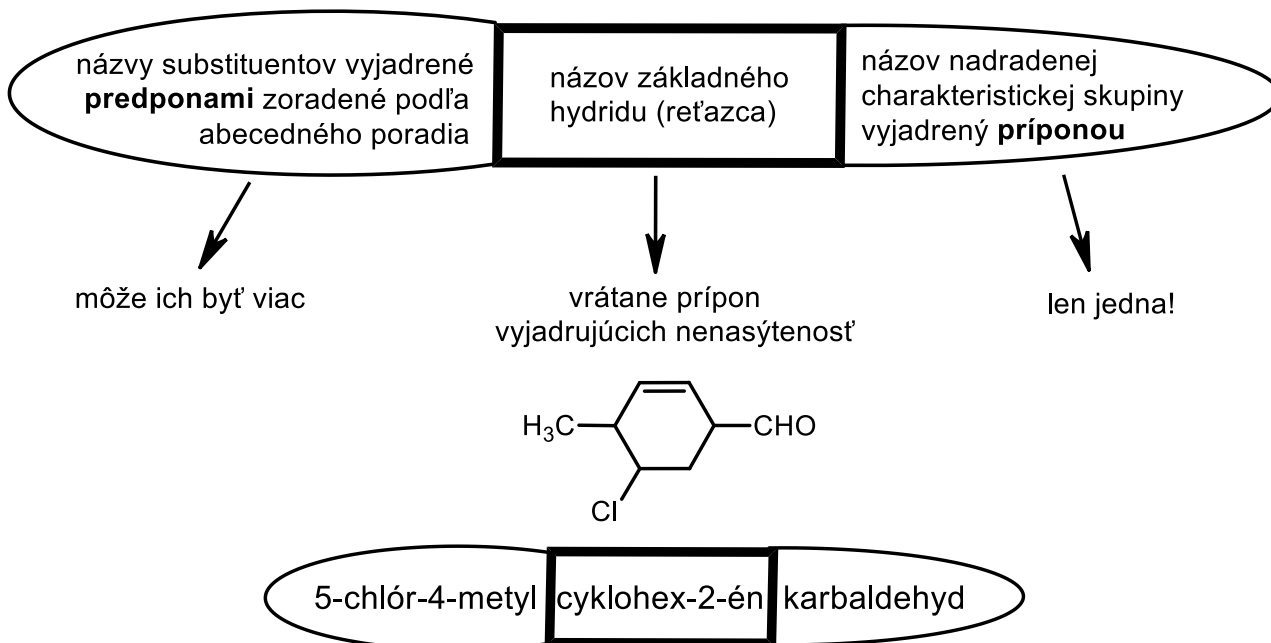 názvy substituentov vyjadrené
predponami zoradené podľa
abecedného poradia
názov základného
hydridu (reťazca)
názov nadradenej
charakteristickej skupiny
vyjadrený príponou
môže ich byť viac
vrátane prípon
vyjadrujúcich nenasýtenosť
len jedna!
H₃C
CHO
Cl
5-chlór-4-metyl cyklohex-2-én karbaldehyd